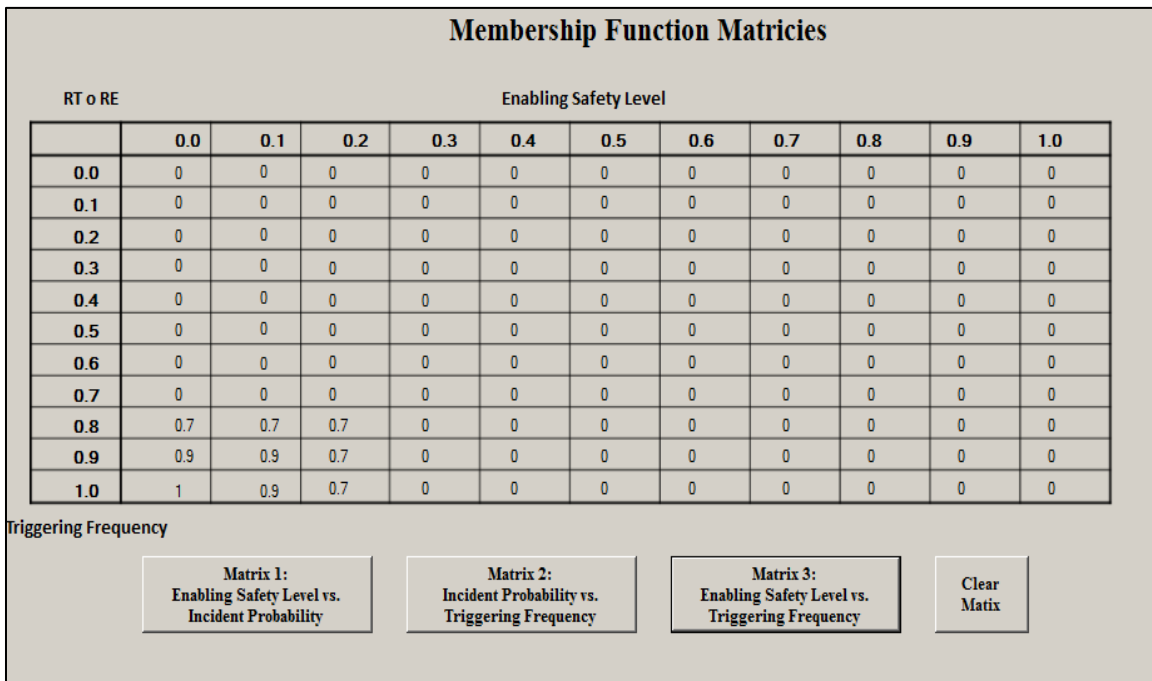 Membership Function Matricies
RT o RE Enabling Safety Level
0.0 0.1 0.2 0.3 0.4 0.5 0.6 0.7 0.8 0.9 1.0
0.0 0 0 0 0 0 0 0 0 0 0 0
0.1 0 0 0 0 0 0 0 0 0 0 0
0.2 0 0 0 0 0 0 0 0 0 0 0
0.3 0 0 0 0 0 0 0 0 0 0 0
0.4 0 0 0 0 0 0 0 0 0 0 0
0.5 0 0 0 0 0 0 0 0 0 0 0
0.6 0 0 0 0 0 0 0 0 0 0 0
0.7 0 0 0 0 0 0 0 0 0 0 0
0.8 0.7 0.7 0.7 0 0 0 0 0 0 0 0
0.9 0.9 0.9 0.7 0 0 0 0 0 0 0 0
1.0 1 0.9 0.7 0 0 0 0 0 0 0 0
Triggering Frequency
Matrix 1:
Enabling Safety Level vs.
Incident Probability
Matrix 2:
Incident Probability vs.
Triggering Frequency
Matrix 3:
Enabling Safety Level vs.
Triggering Frequency
Clear
Matix